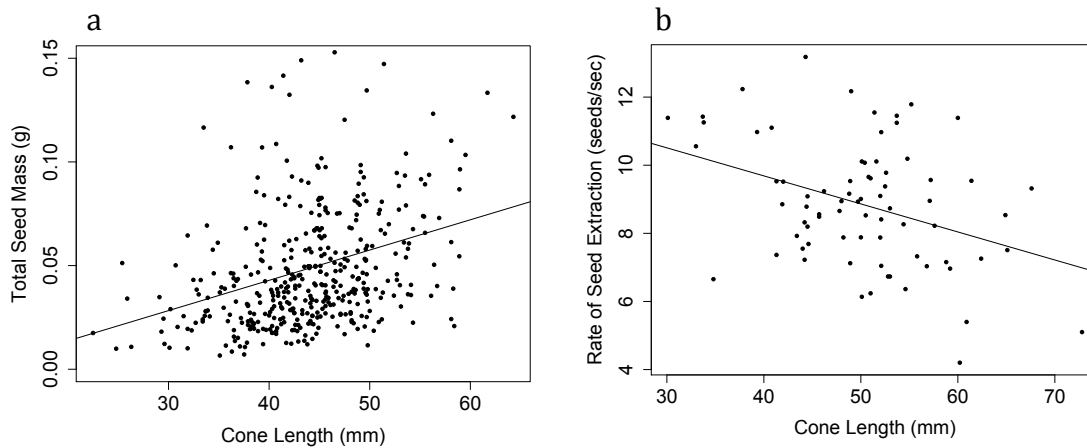 a
Total Seed Mass (g)
0.15
0.10
0.05
0.00
30 40 50 60
Cone Length (mm)
b
Rate of Seed Extraction (seeds/sec)
12
10
8
6
4
30 40 50 60 70
Cone Length (mm)